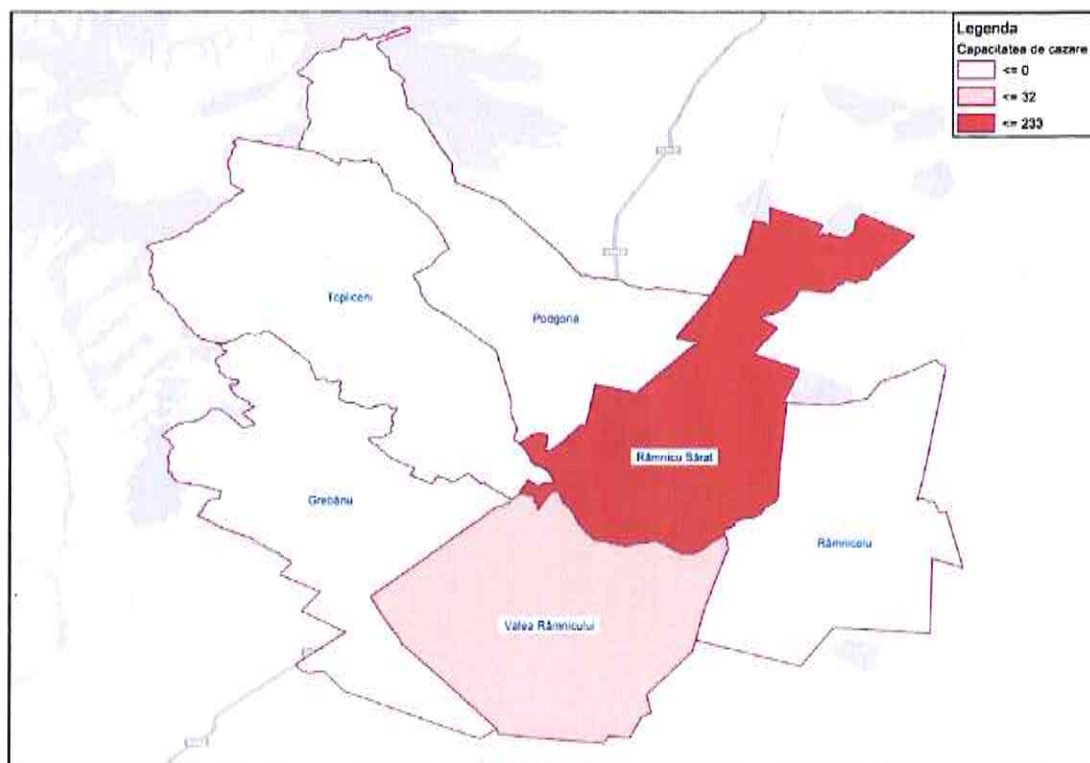 Legenda
Capacitatea de cazare
<= 0
<= 32
<= 233
Topliceni
Podgoria
Râmnicu Sărat
Grebănu
Râmnicelu
Valea Râmnicului